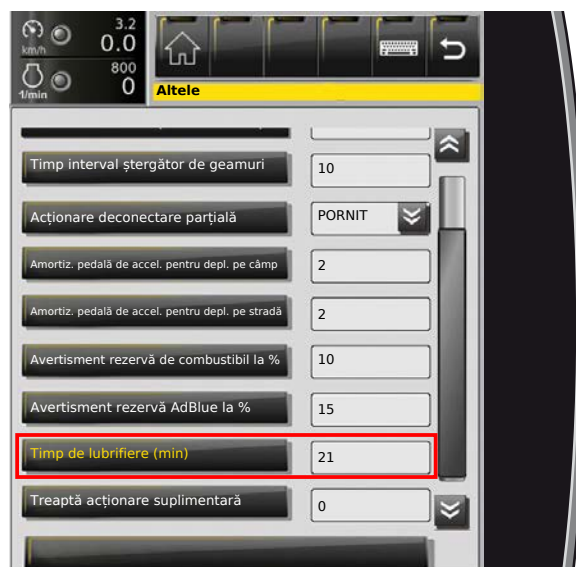 3.2
km/h 0.0
800
1/min 0
Altele
Timp interval ștergător de geamuri 10
Acționare deconectare parțială PORNIT
Amortiz. pedală de accel. pentru depl. pe câmp 2
Amortiz. pedală de accel. pentru depl. pe stradă 2
Avertisment rezervă de combustibil la % 10
Avertisment rezervă AdBlue la % 15
Timp de lubrifiere (min) 21
Treaptă acționare suplimentară 0